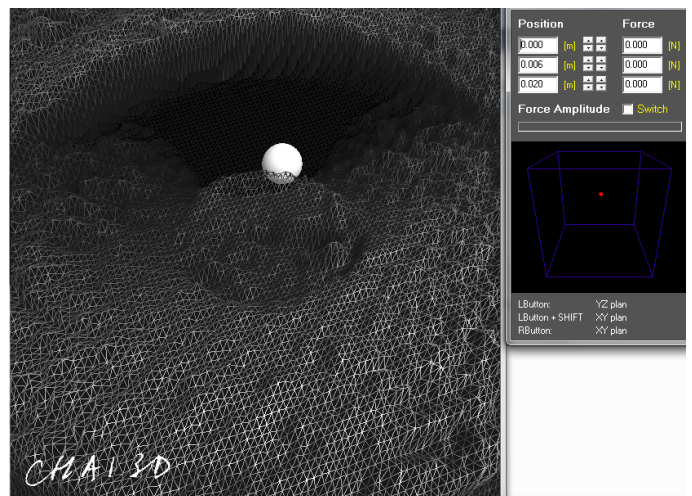 Position Force
0.000 [m] 0.000 [N]
0.006 [m] 0.000 [N]
0.020 [m] 0.000 [N]
Force Amplitude Switch
LButton: YZ plan
LButton + SHIFT XY plan
RButton: XY plan
CHAI 3D